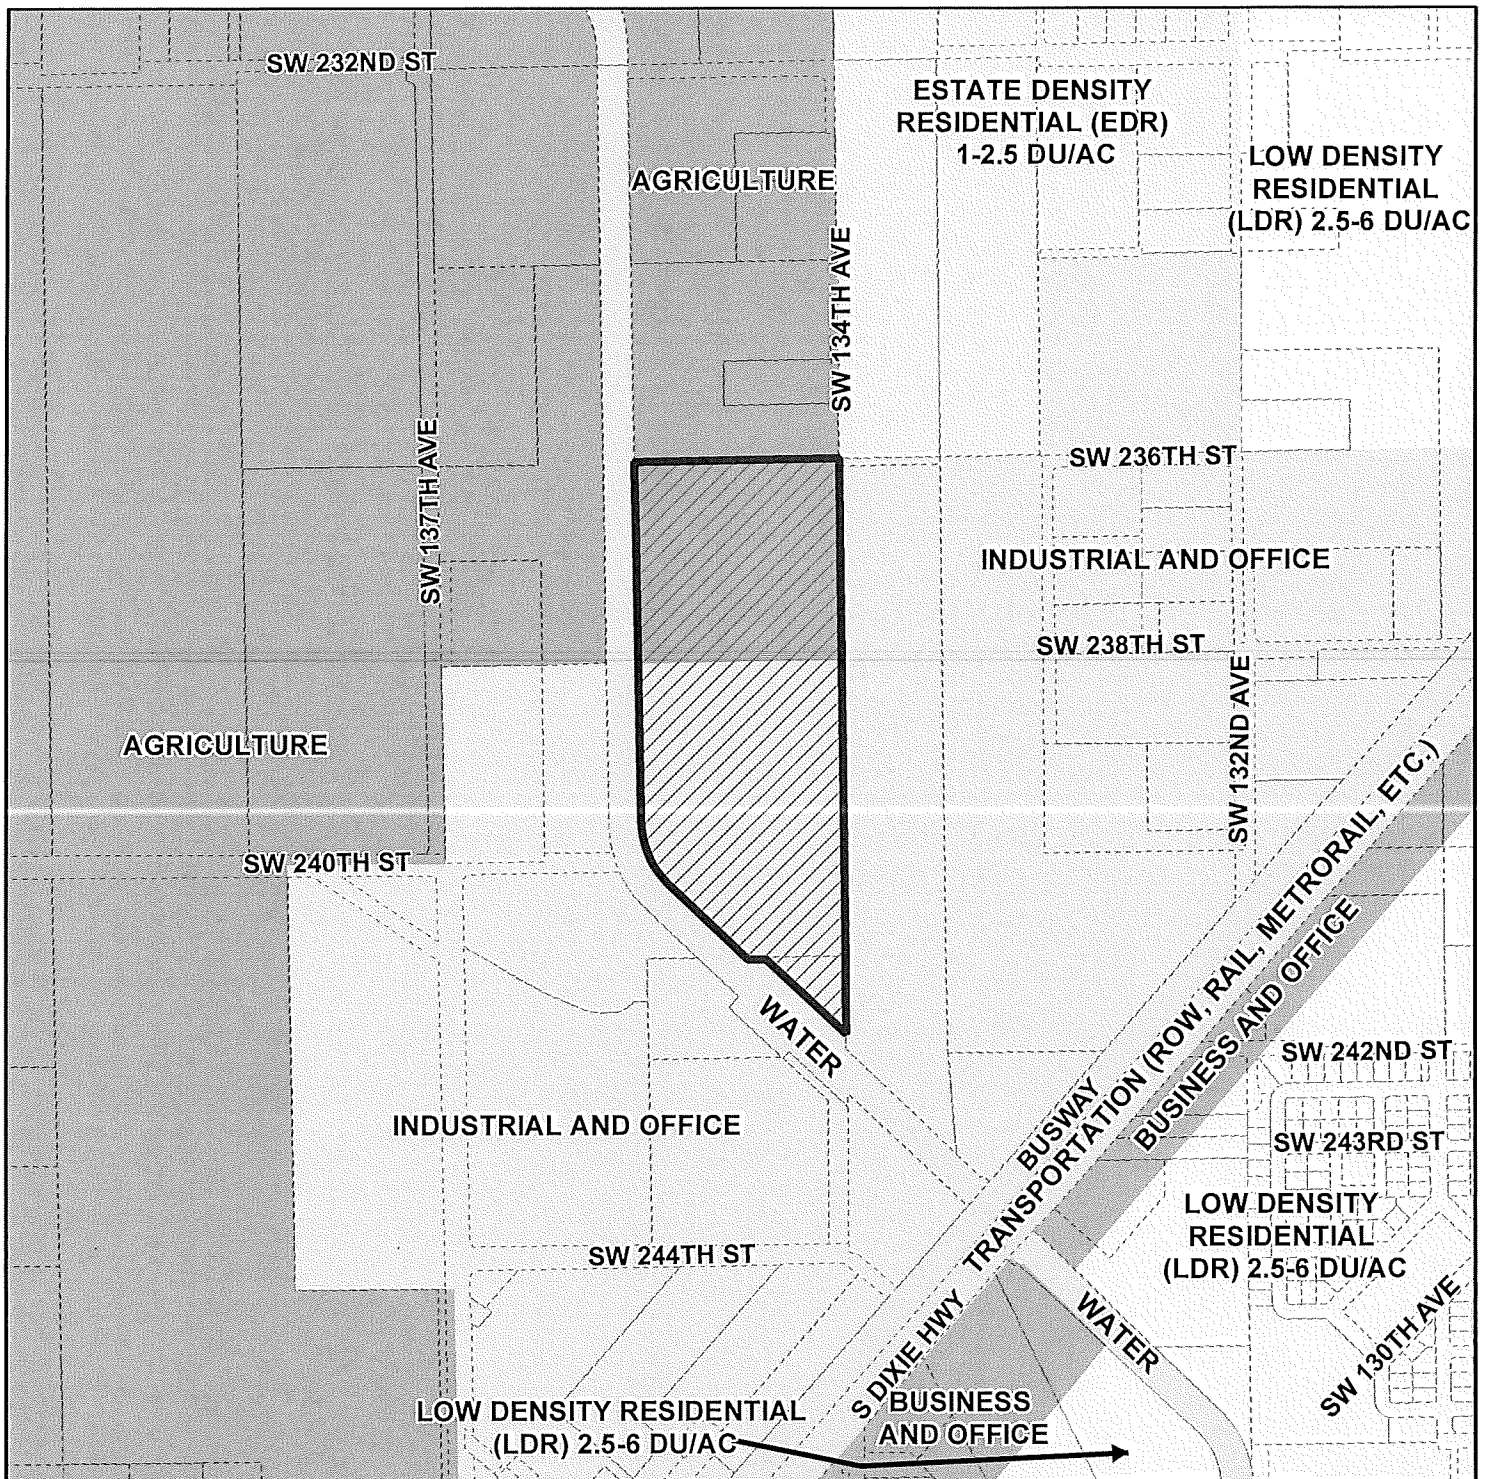 SW 232ND ST
ESTATE DENSITY
RESIDENTIAL (EDR)
1-2.5 DU/AC
LOW DENSITY
RESIDENTIAL
(LDR) 2.5-6 DU/AC
AGRICULTURE
SW 134TH AVE
SW 137TH AVE
SW 236TH ST
INDUSTRIAL AND OFFICE
SW 238TH ST
SW 132ND AVE
AGRICULTURE
SW 240TH ST
WATER
BUSWAY
TRANSPORTATION (ROW, RAIL, METRORAIL, ETC.)
BUSINESS AND OFFICE
SW 242ND ST
INDUSTRIAL AND OFFICE
SW 243RD ST
LOW DENSITY
RESIDENTIAL
(LDR) 2.5-6 DU/AC
SW 244TH ST
S DIXIE HWY
WATER
SW 130TH AVE
LOW DENSITY RESIDENTIAL
(LDR) 2.5-6 DU/AC
BUSINESS
AND OFFICE